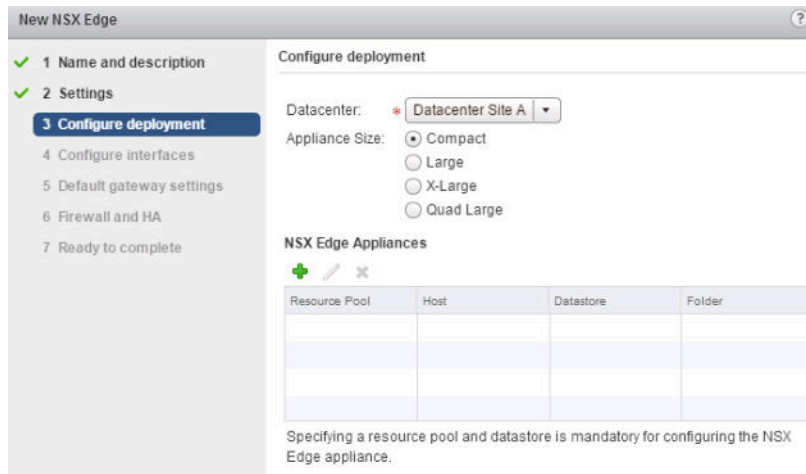 New NSX Edge
?
1 Name and description
2 Settings
3 Configure deployment
4 Configure interfaces
5 Default gateway settings
6 Firewall and HA
7 Ready to complete
Configure deployment
Datacenter: * Datacenter Site A
Appliance Size: Compact
Large
X-Large
Quad Large
NSX Edge Appliances
Resource Pool Host Datastore Folder
Specifying a resource pool and datastore is mandatory for configuring the NSX
Edge appliance.